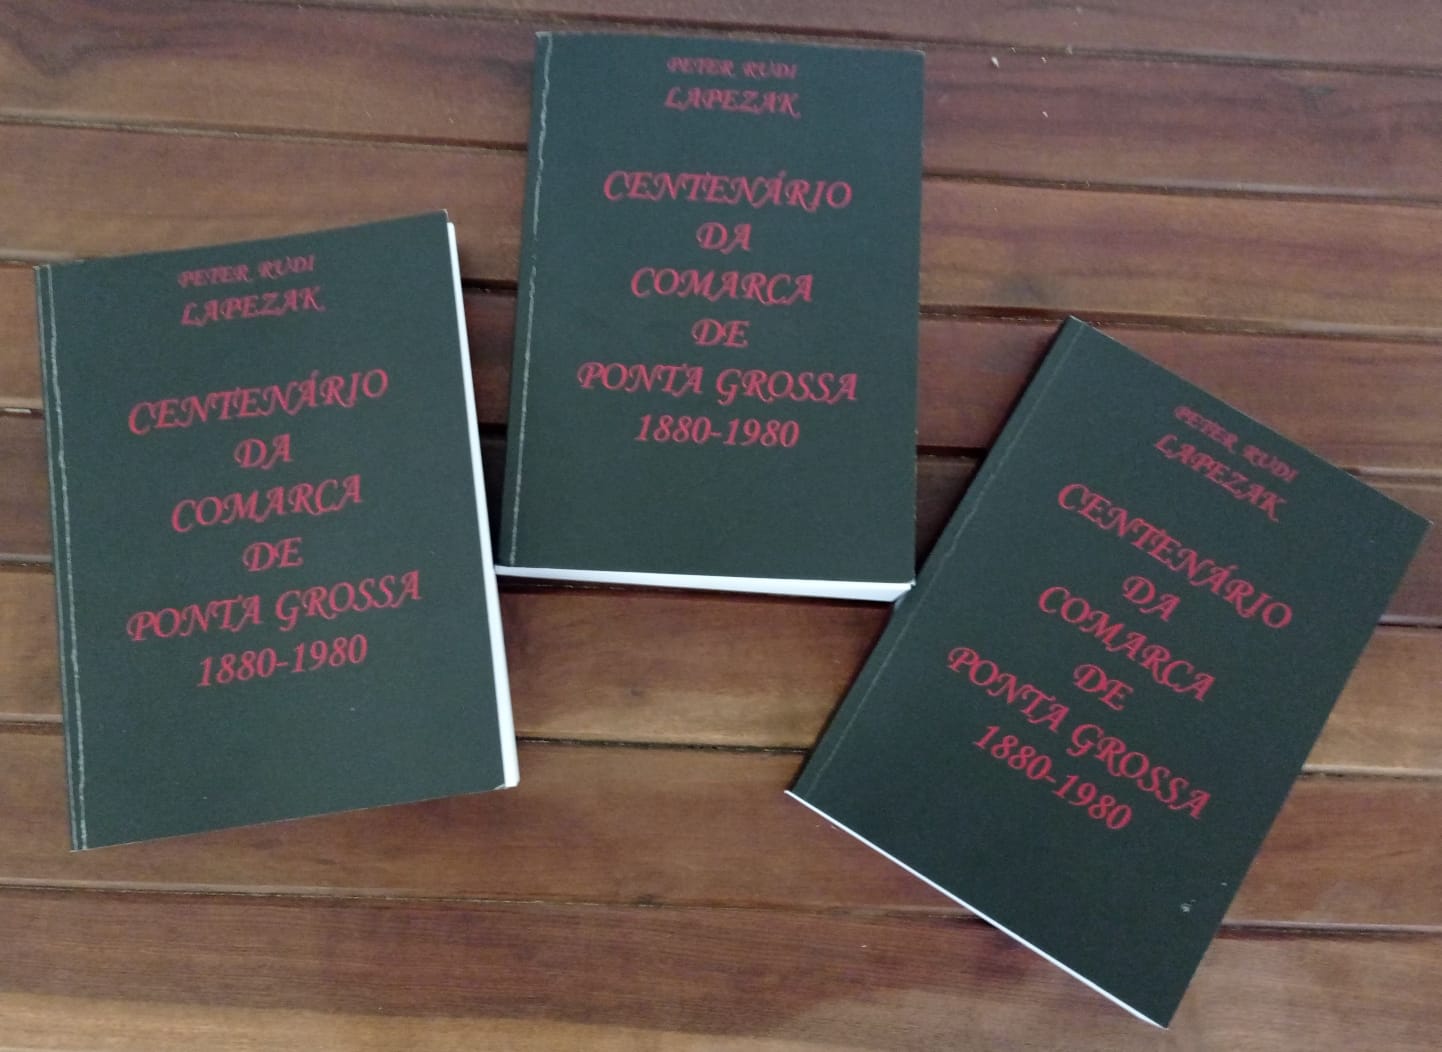 PETER RUDI
LAPEZAK
CENTENÁRIO
DA
COMARCA
DE
PONTA GROSSA
1880-1980
PETER RUDI
LAPEZAK
CENTENÁRIO
DA
COMARCA
DE
PONTA GROSSA
1880-1980
PETER RUDI
LAPEZAK
CENTENÁRIO
DA
COMARCA
DE
PONTA GROSSA
1880-1980